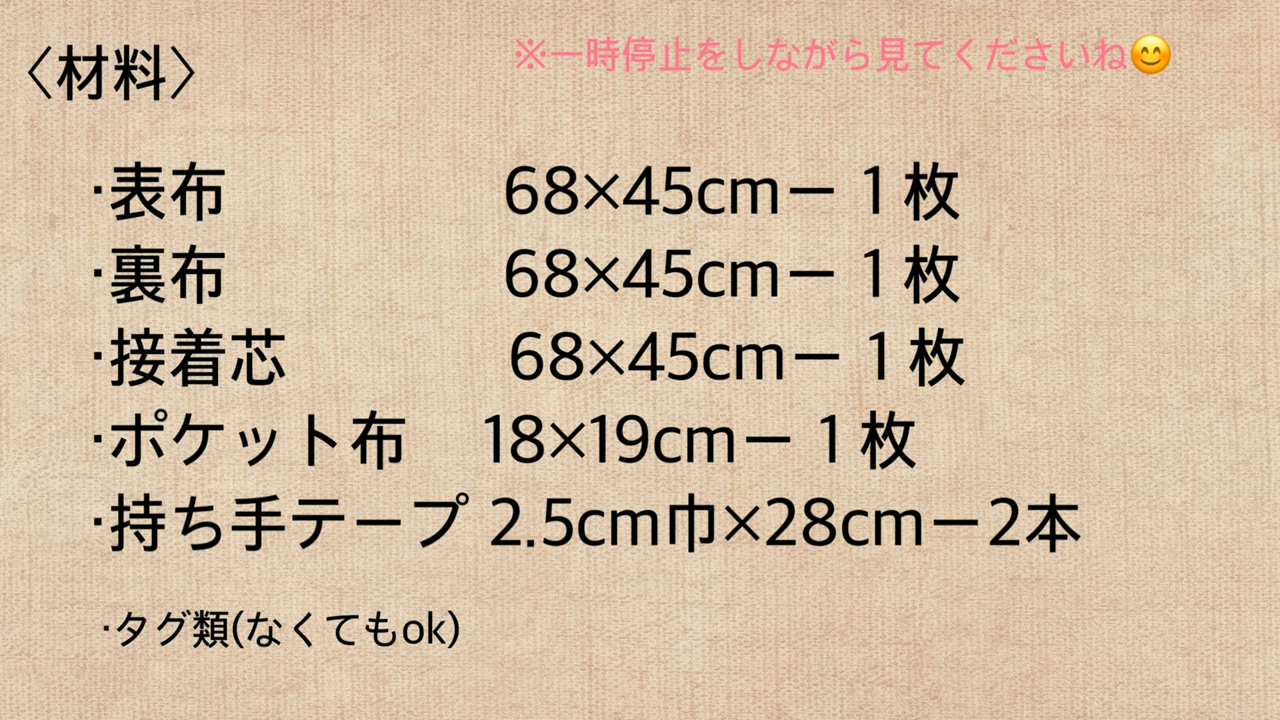 〈材料〉
※一時停止をしながら見てくださいね😊
·表布 68×45cmー１枚
·裏布 68×45cmー１枚
·接着芯 68×45cmー１枚
·ポケット布 18×19cmー１枚
·持ち手テープ 2.5cm巾×28cmー2本
·タグ類(なくてもok)